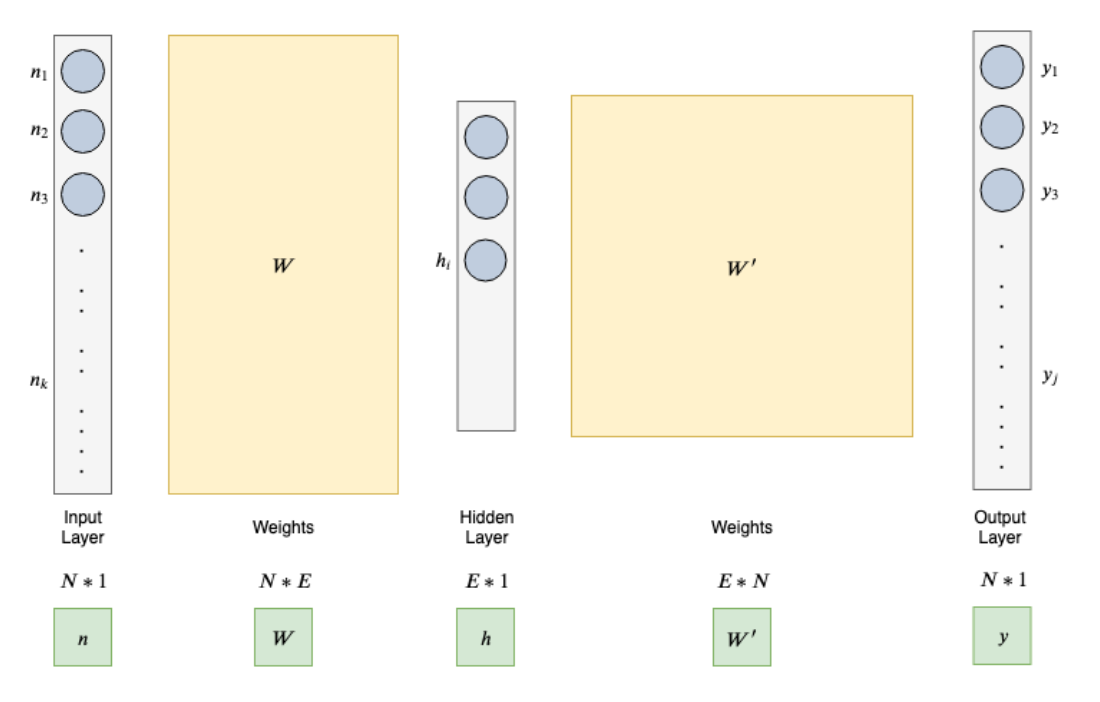 n₁
n₂
n₃
nₖ
W
hᵢ
W′
y₁
y₂
y₃
yⱼ
Input
Layer
Weights
Hidden
Layer
Weights
Output
Layer
N * 1
N * E
E * 1
E * N
N * 1
n
W
h
W′
y